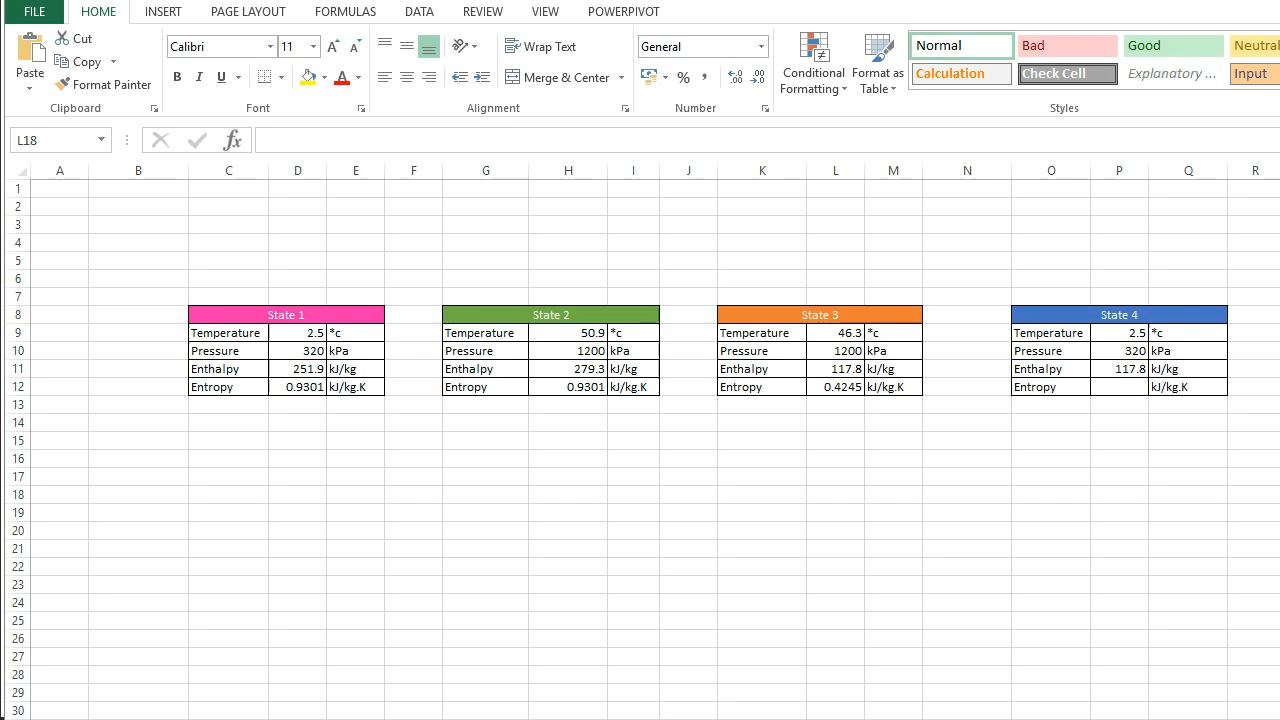 FILE HOME INSERT PAGE LAYOUT FORMULAS DATA REVIEW VIEW POWERPIVOT
Cut
Copy
Format Painter
Paste
Clipboard
Calibri 11
B I U
Font
Wrap Text
Merge & Center
Alignment
General
% ,
Number
Conditional Formatting
Format as Table
Normal Bad Good Neutral
Calculation Check Cell Explanatory ... Input
Styles
L18 fx
A B C D E F G H I J K L M N O P Q R
1
2
3
4
5
6
7
8 State 1 State 2 State 3 State 4
9 Temperature 2.5 *c Temperature 50.9 *c Temperature 46.3 *c Temperature 2.5 *c
10 Pressure 320 kPa Pressure 1200 kPa Pressure 1200 kPa Pressure 320 kPa
11 Enthalpy 251.9 kJ/kg Enthalpy 279.3 kJ/kg Enthalpy 117.8 kJ/kg Enthalpy 117.8 kJ/kg
12 Entropy 0.9301 kJ/kg.K Entropy 0.9301 kJ/kg.K Entropy 0.4245 kJ/kg.K Entropy kJ/kg.K
13
14
15
16
17
18
19
20
21
22
23
24
25
26
27
28
29
30